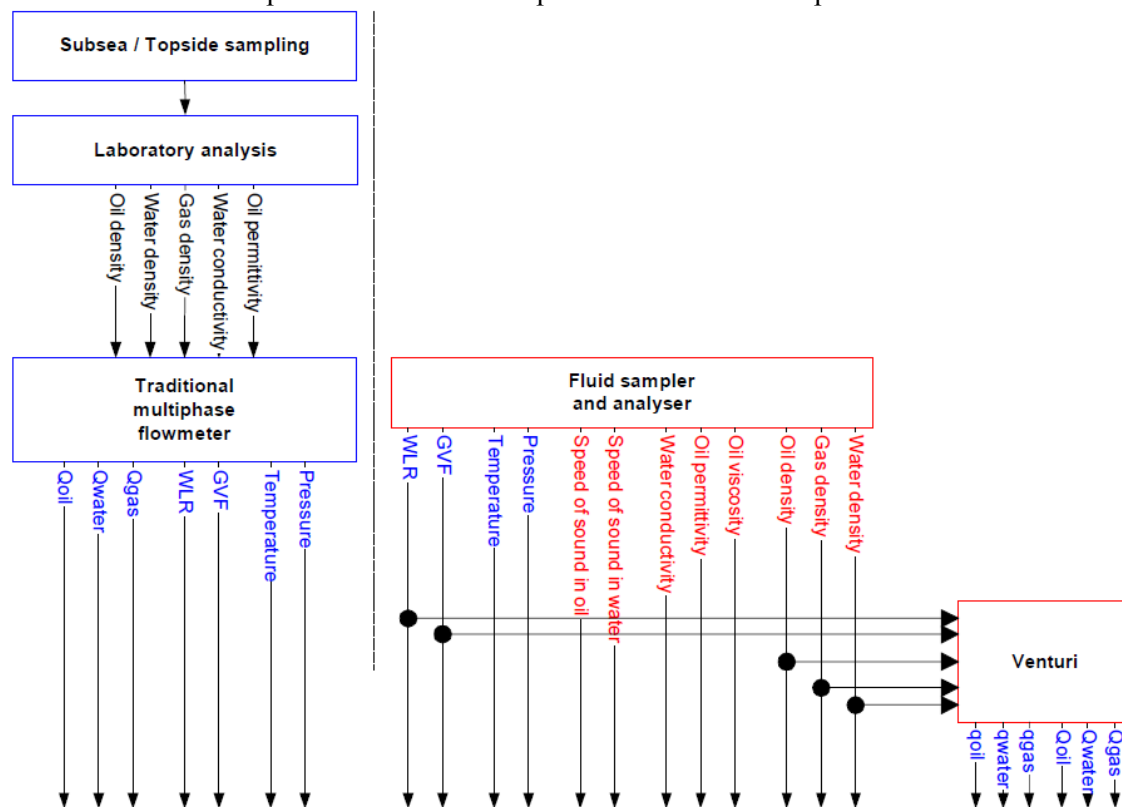 Subsea / Topside sampling
Laboratory analysis
Oil density
Water density
Gas density
Water conductivity
Oil permittivity
Traditional
multiphase
flowmeter
Qoil
Qwater
Qgas
WLR
GVF
Temperature
Pressure
Fluid sampler
and analyser
WLR
GVF
Temperature
Pressure
Speed of sound in oil
Speed of sound in water
Water conductivity
Oil permittivity
Oil viscosity
Oil density
Gas density
Water density
Venturi
qoil
qwater
qgas
Qoil
Qwater
Qgas